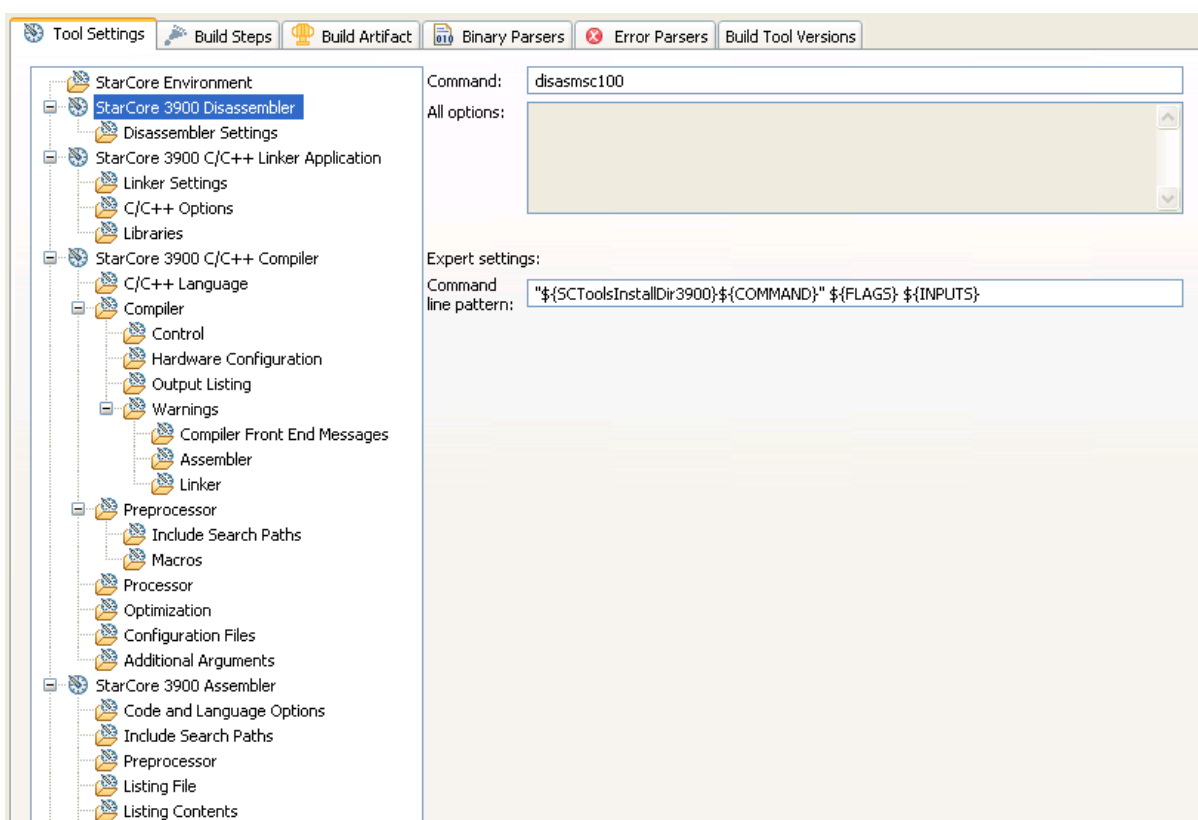 Tool Settings Build Steps Build Artifact Binary Parsers Error Parsers Build Tool Versions
StarCore Environment
StarCore 3900 Disassembler
Disassembler Settings
StarCore 3900 C/C++ Linker Application
Linker Settings
C/C++ Options
Libraries
StarCore 3900 C/C++ Compiler
C/C++ Language
Compiler
Control
Hardware Configuration
Output Listing
Warnings
Compiler Front End Messages
Assembler
Linker
Preprocessor
Include Search Paths
Macros
Processor
Optimization
Configuration Files
Additional Arguments
StarCore 3900 Assembler
Code and Language Options
Include Search Paths
Preprocessor
Listing File
Listing Contents
Command: disasmsc100
All options:
Expert settings:
Command
line pattern: "${SCToolsInstallDir3900}${COMMAND}" ${FLAGS} ${INPUTS}